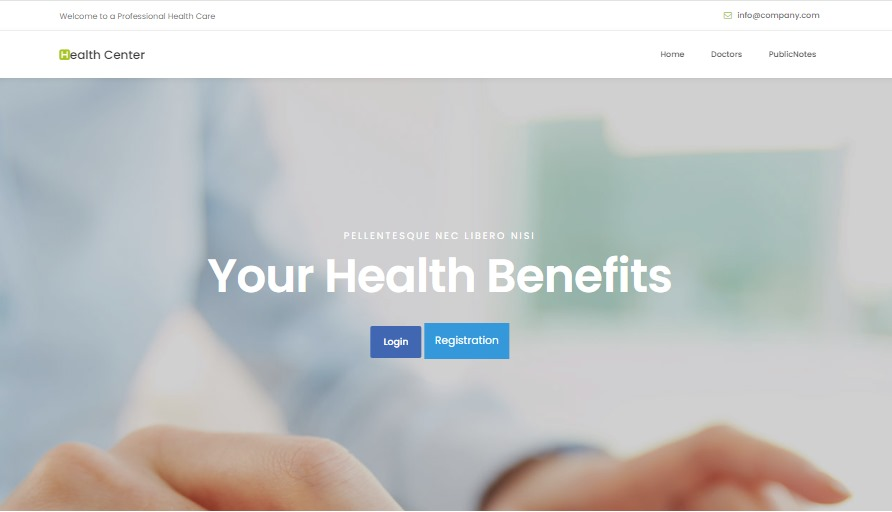 Welcome to a Professional Health Care
info@company.com
Health Center
Home
Doctors
PublicNotes
PELLENTESQUE NEC LIBERO NISI
Your Health Benefits
Login
Registration